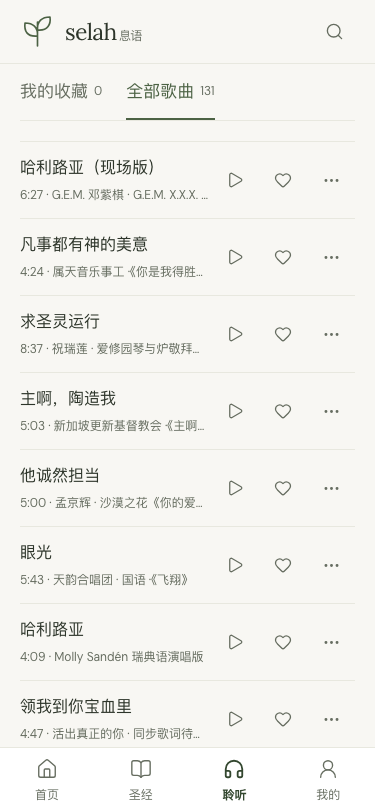 selah 息语
我的收藏 0 全部歌曲 131
哈利路亚（现场版）
6:27 · G.E.M. 邓紫棋 · G.E.M. X.X.X. ...
凡事都有神的美意
4:24 · 属天音乐事工《你是我得胜...
求圣灵运行
8:37 · 祝瑞莲 · 爱修园琴与炉敬拜...
主啊，陶造我
5:03 · 新加坡更新基督教会《主啊...
他诚然担当
5:00 · 孟京辉 · 沙漠之花《你的爱...
眼光
5:43 · 天韵合唱团 · 国语《飞翔》
哈利路亚
4:09 · Molly Sandén 瑞典语演唱版
领我到你宝血里
4:47 · 活出真正的你 · 同步歌词待...
首页 圣经 聆听 我的